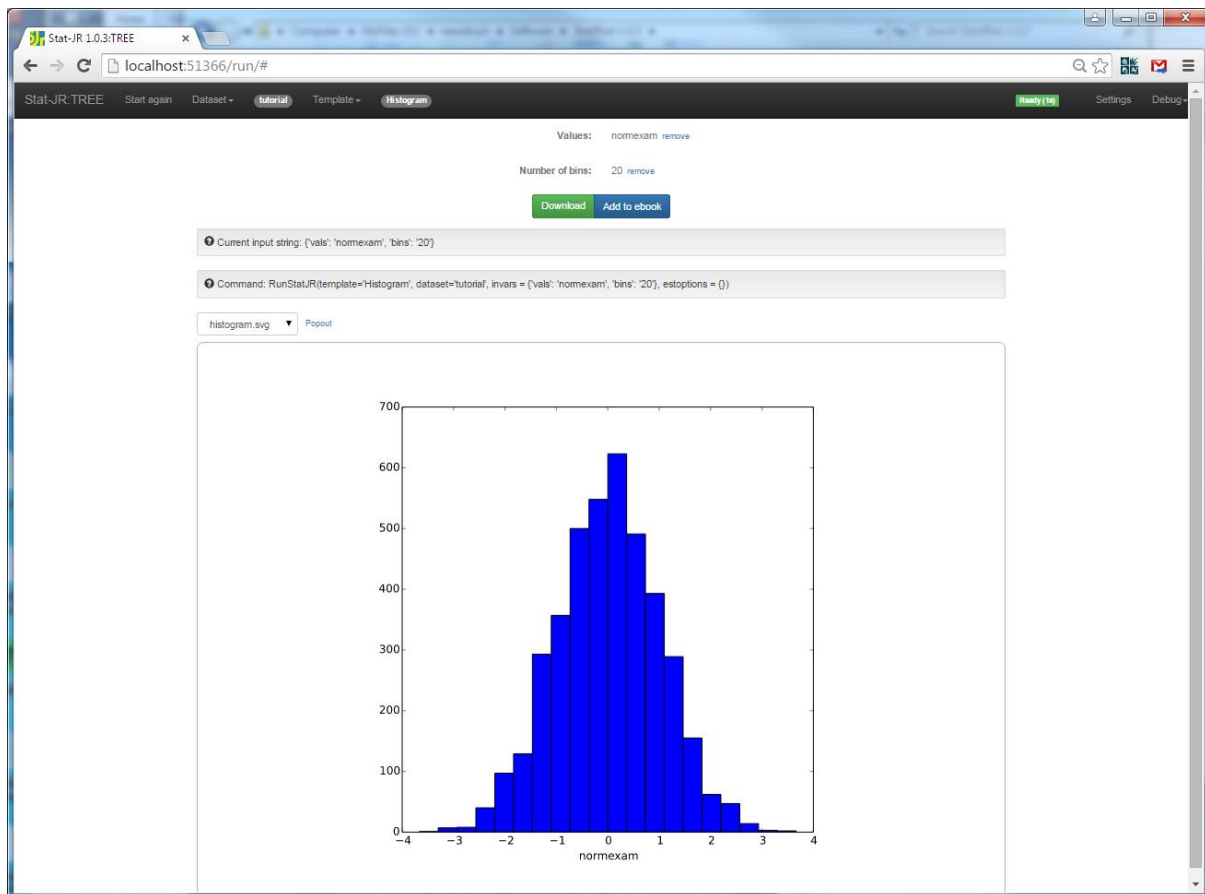 Stat-JR 1.0.3:TREE
localhost:51366/run/#
Stat-JR:TREE Start again Dataset tutorial Template Histogram Ready (1s) Settings Debug
Values: normexam remove
Number of bins: 20 remove
Download Add to ebook
Current input string: {'vals': 'normexam', 'bins': '20'}
Command: RunStatJR(template='Histogram', dataset='tutorial', invars = {'vals': 'normexam', 'bins': '20'}, estoptions = {})
histogram.svg Popout
700
600
500
400
300
200
100
0
−4 −3 −2 −1 0 1 2 3 4
normexam